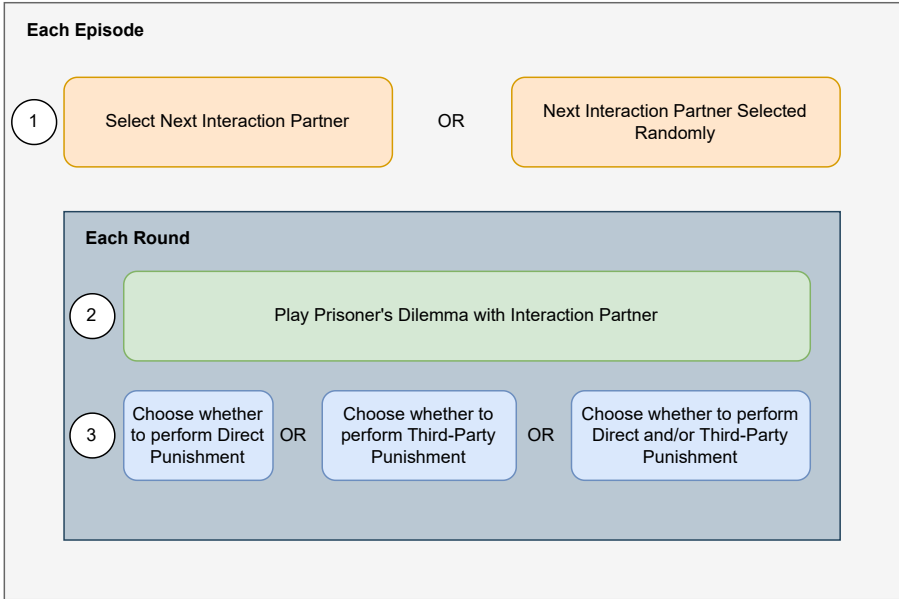 Each Episode
1
Select Next Interaction Partner
OR
Next Interaction Partner Selected
Randomly
Each Round
2
Play Prisoner's Dilemma with Interaction Partner
3
Choose whether
to perform Direct
Punishment
OR
Choose whether to
perform Third-Party
Punishment
OR
Choose whether to perform
Direct and/or Third-Party
Punishment